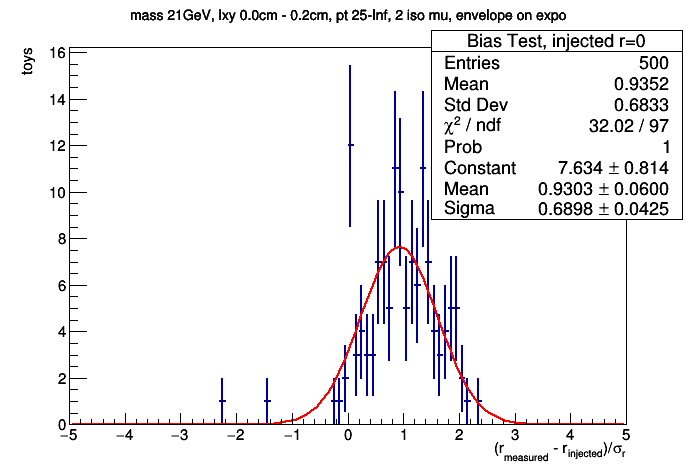 mass 21GeV, lxy 0.0cm - 0.2cm, pt 25-Inf, 2 iso mu, envelope on expo
toys
Bias Test, injected r=0
Entries 500
Mean 0.9352
Std Dev 0.6833
χ² / ndf 32.02 / 97
Prob 1
Constant 7.634 ± 0.814
Mean 0.9303 ± 0.0600
Sigma 0.6898 ± 0.0425
16
14
12
10
8
6
4
2
0
−5 −4 −3 −2 −1 0 1 2 3 4 5
(r_measured - r_injected)/σ_r